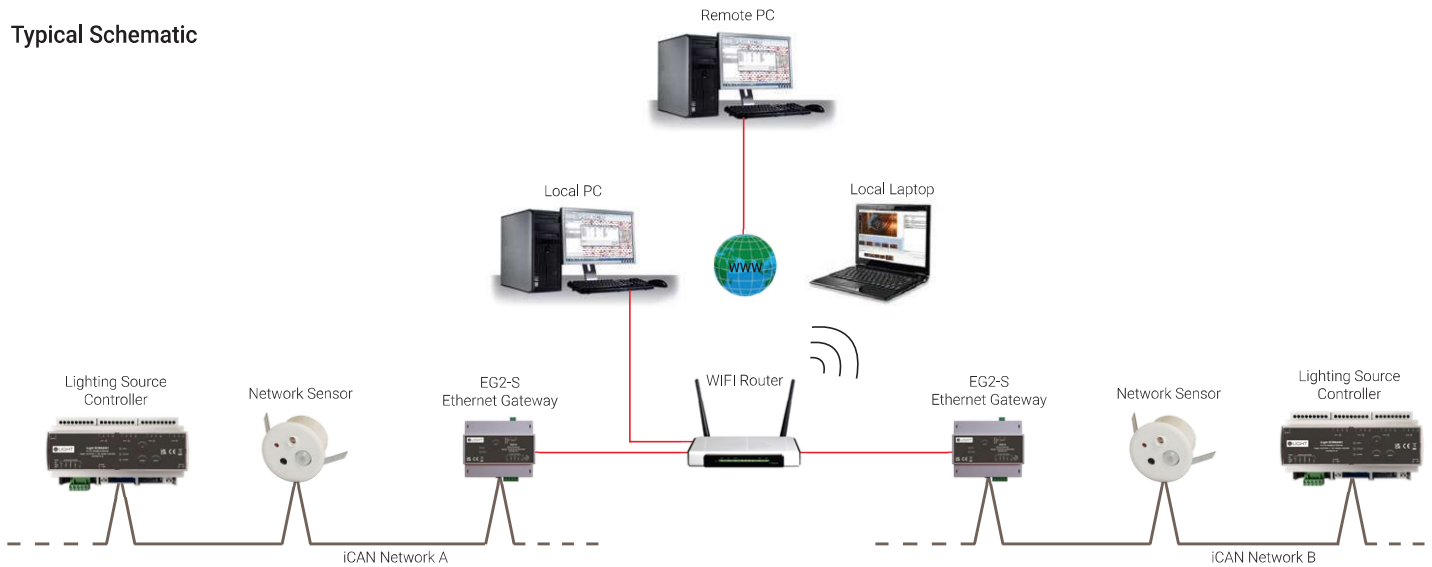 Typical Schematic
Remote PC
Local PC
Local Laptop
www
WIFI Router
Lighting Source
Controller
Network Sensor
EG2-S
Ethernet Gateway
EG2-S
Ethernet Gateway
Network Sensor
Lighting Source
Controller
LIGHT
iCAN Network A
iCAN Network B